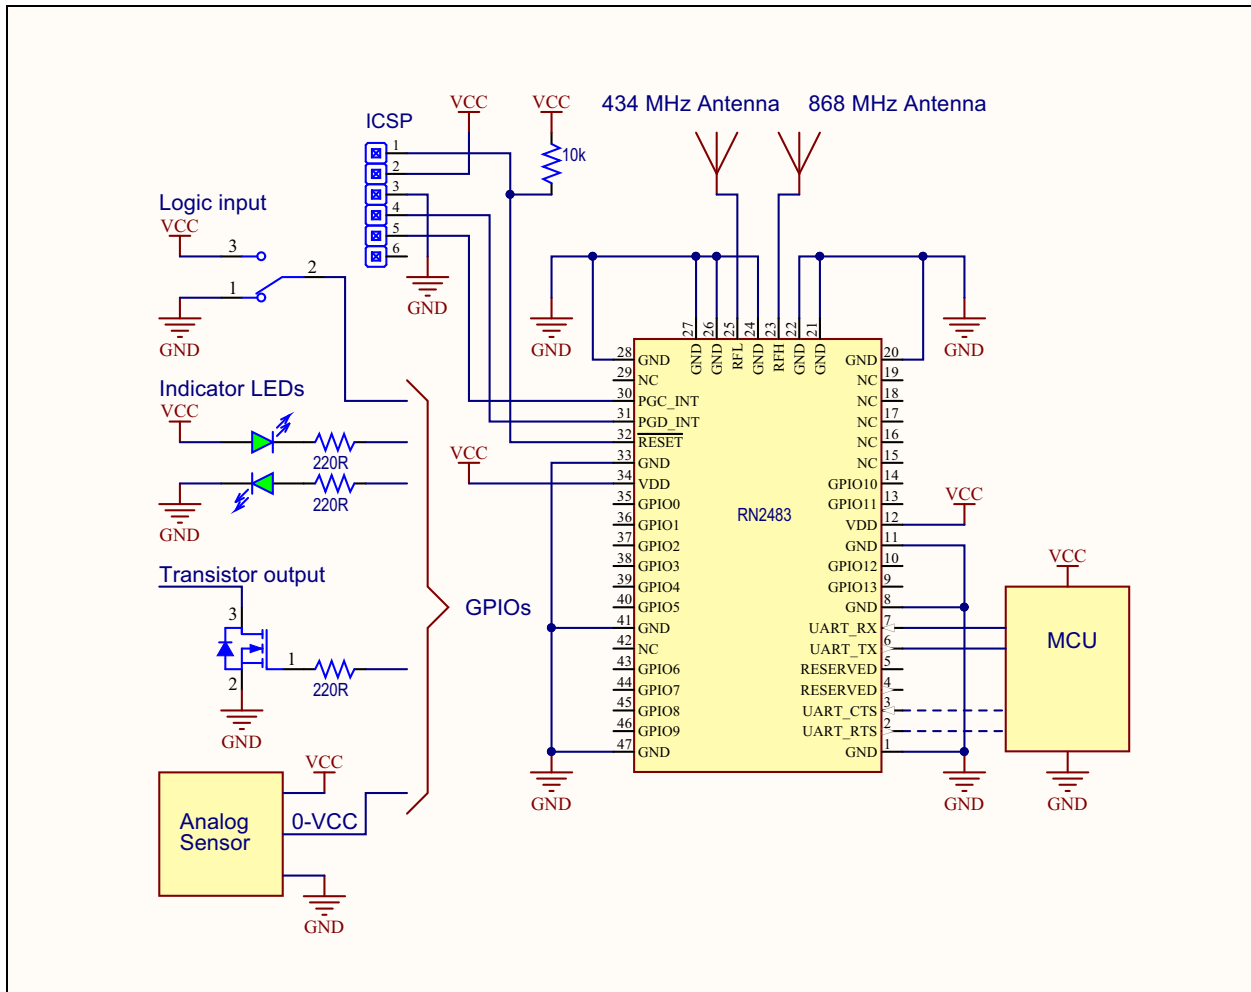 434 MHz Antenna
868 MHz Antenna
VCC
VCC
ICSP
1
2
3
4
5
6
10k
GND
Logic input
VCC
3
2
1
GND
Indicator LEDs
VCC
220R
220R
GND
Transistor output
3
1
2
220R
GND
VCC
Analog
Sensor
0-VCC
GND
GPIOs
GND
GND
VCC
27
26
25
24
23
22
21
GND
GND
RFL
GND
RFH
GND
GND
28 GND
29 NC
30 PGC_INT
31 PGD_INT
32 RESET
33 GND
34 VDD
35 GPIO0
36 GPIO1
37 GPIO2
38 GPIO3
39 GPIO4
40 GPIO5
41 GND
42 NC
43 GPIO6
44 GPIO7
45 GPIO8
46 GPIO9
47 GND
RN2483
GND 20
NC 19
NC 18
NC 17
NC 16
NC 15
GPIO10 14
GPIO11 13
VDD 12
GND 11
GPIO12 10
GPIO13 9
GND 8
UART_RX 7
UART_TX 6
RESERVED 5
RESERVED 4
UART_CTS 3
UART_RTS 2
GND 1
VCC
VCC
MCU
GND
GND
GND